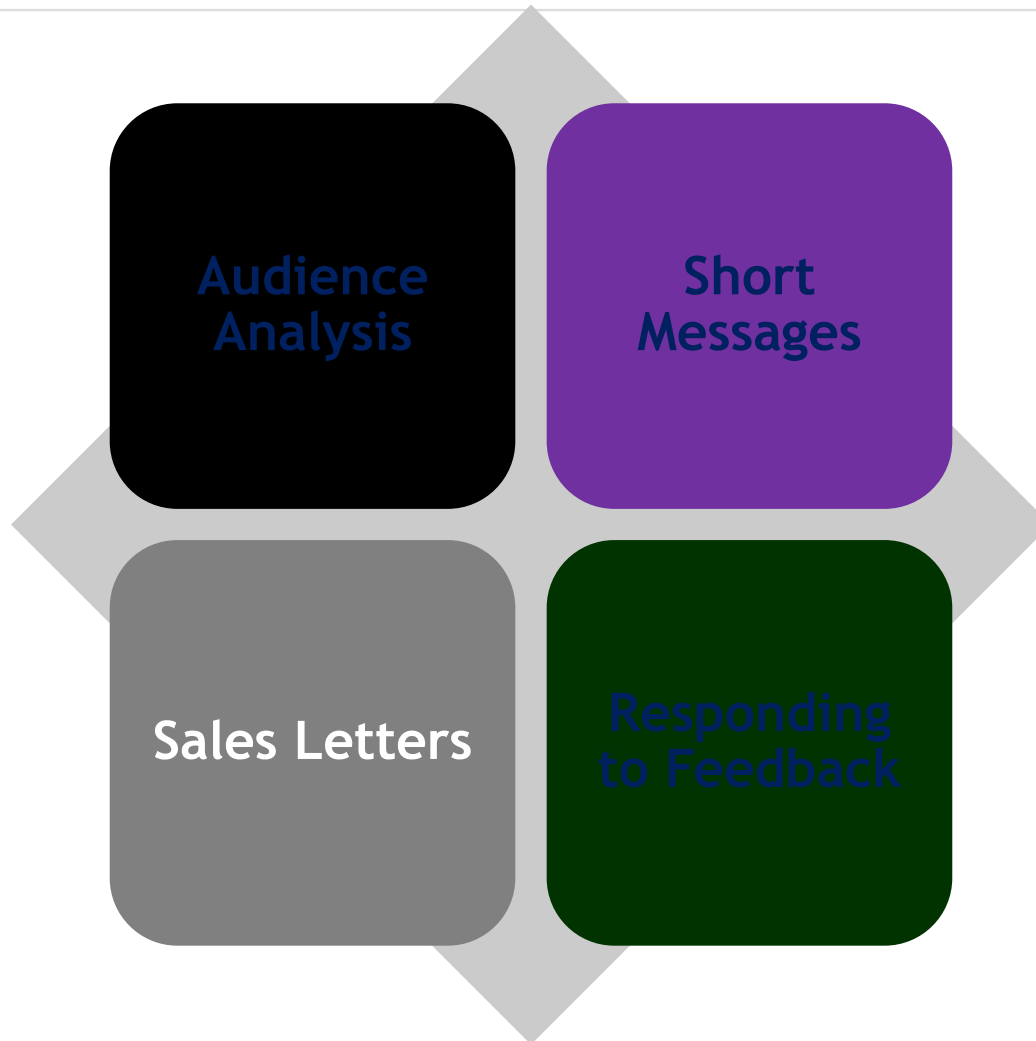 Audience
Analysis
Short
Messages
Sales Letters
Responding
to Feedback